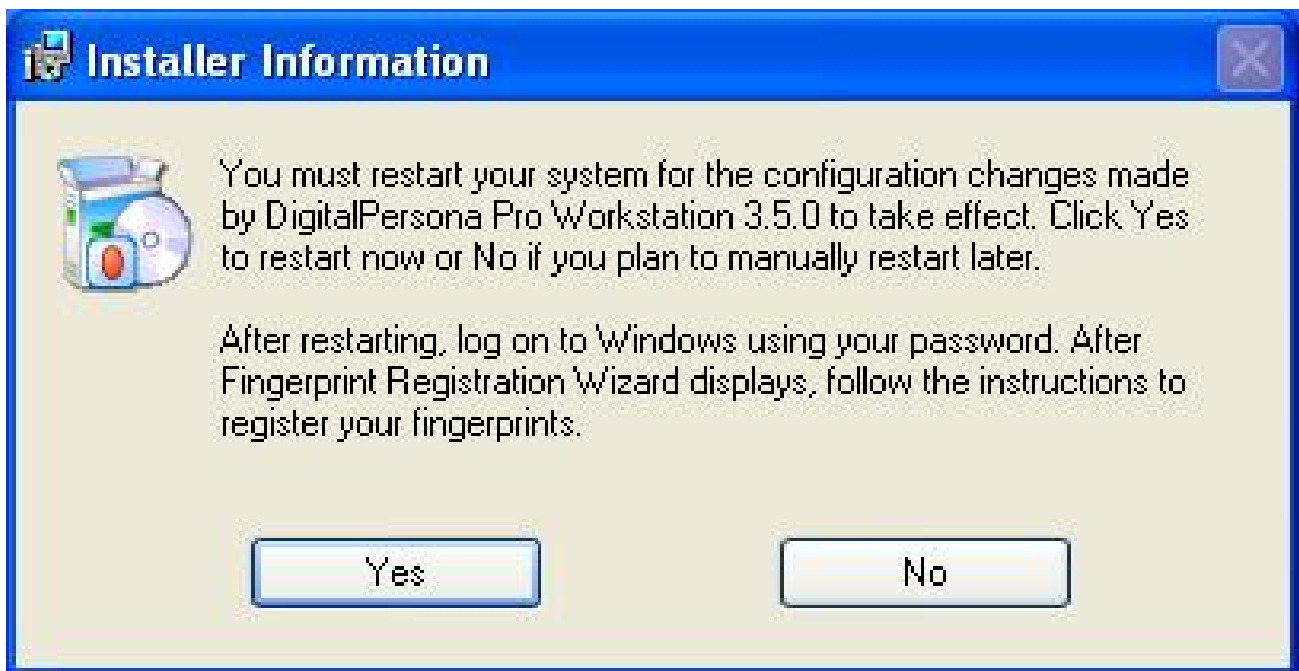 Installer Information
You must restart your system for the configuration changes made
by DigitalPersona Pro Workstation 3.5.0 to take effect. Click Yes
to restart now or No if you plan to manually restart later.
After restarting, log on to Windows using your password. After
Fingerprint Registration Wizard displays, follow the instructions to
register your fingerprints.
Yes
No